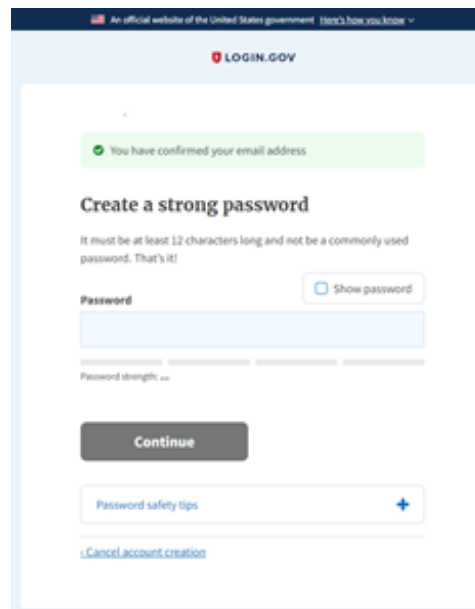 An official website of the United States government Here's how you know
LOGIN.GOV
You have confirmed your email address
Create a strong password
It must be at least 12 characters long and not be a commonly used
password. That's it!
Show password
Password
Password strength: ...
Continue
Password safety tips
‹ Cancel account creation